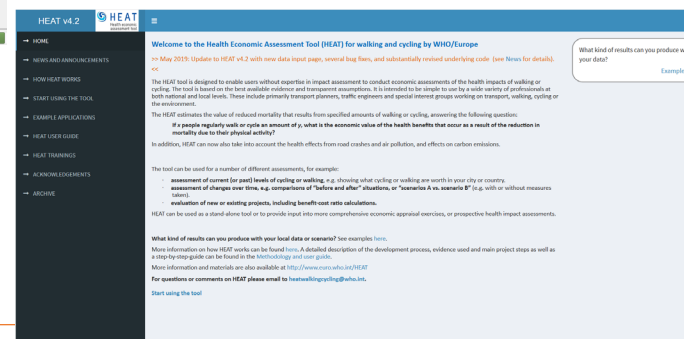 HEAT v4.2
HEAT
Health economic
assessment tool
→ HOME
→ NEWS AND ANNOUNCEMENTS
→ HOW HEAT WORKS
→ START USING THE TOOL
→ EXAMPLE APPLICATIONS
→ HEAT USER GUIDE
→ HEAT TRAININGS
→ ACKNOWLEDGEMENTS
→ ARCHIVE
Welcome to the Health Economic Assessment Tool (HEAT) for walking and cycling by WHO/Europe
>> May 2019: Update to HEAT v4.2 with new data input page, several bug fixes, and substantially revised underlying code (see News for details).
<<
The HEAT tool is designed to enable users without expertise in impact assessment to conduct economic assessments of the health impacts of walking or
cycling. The tool is based on the best available evidence and transparent assumptions. It is intended to be simple to use by a wide variety of professionals at
both national and local levels. These include primarily transport planners, traffic engineers and special interest groups working on transport, walking, cycling or
the environment.
The HEAT estimates the value of reduced mortality that results from specified amounts of walking or cycling, answering the following question:
If x people regularly walk or cycle an amount of y, what is the economic value of the health benefits that occur as a result of the reduction in
mortality due to their physical activity?
In addition, HEAT can now also take into account the health effects from road crashes and air pollution, and effects on carbon emissions.
The tool can be used for a number of different assessments, for example:
· assessment of current (or past) levels of cycling or walking, e.g. showing what cycling or walking are worth in your city or country.
· assessment of changes over time, e.g. comparisons of "before and after" situations, or "scenarios A vs. scenario B" (e.g. with or without measures
taken).
· evaluation of new or existing projects, including benefit-cost ratio calculations.
HEAT can be used as a stand-alone tool or to provide input into more comprehensive economic appraisal exercises, or prospective health impact assessments.
What kind of results can you produce with your local data or scenario? See examples here.
More information on how HEAT works can be found here. A detailed description of the development process, evidence used and main project steps as well as
a step-by-step-guide can be found in the Methodology and user guide.
More information and materials are also available at http://www.euro.who.int/HEAT
For questions or comments on HEAT please email to heatwalkingcycling@who.int.
Start using the tool
What kind of results can you produce w
your data?
Example